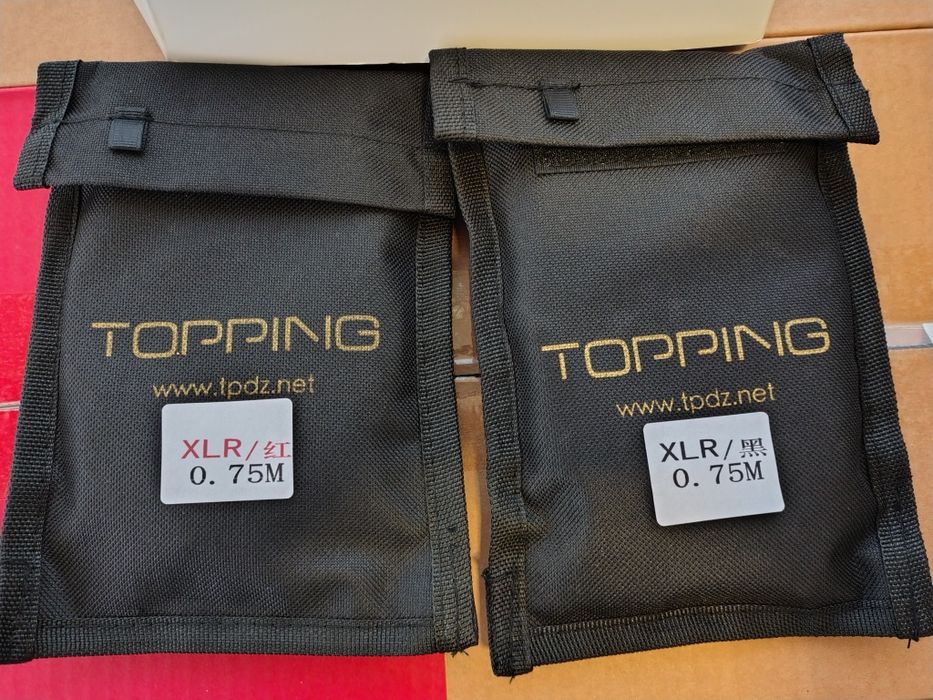 TOPPING
www.tpdz.net
XLR/红
0.75M
TOPPING
www.tpdz.net
XLR/黑
0.75M